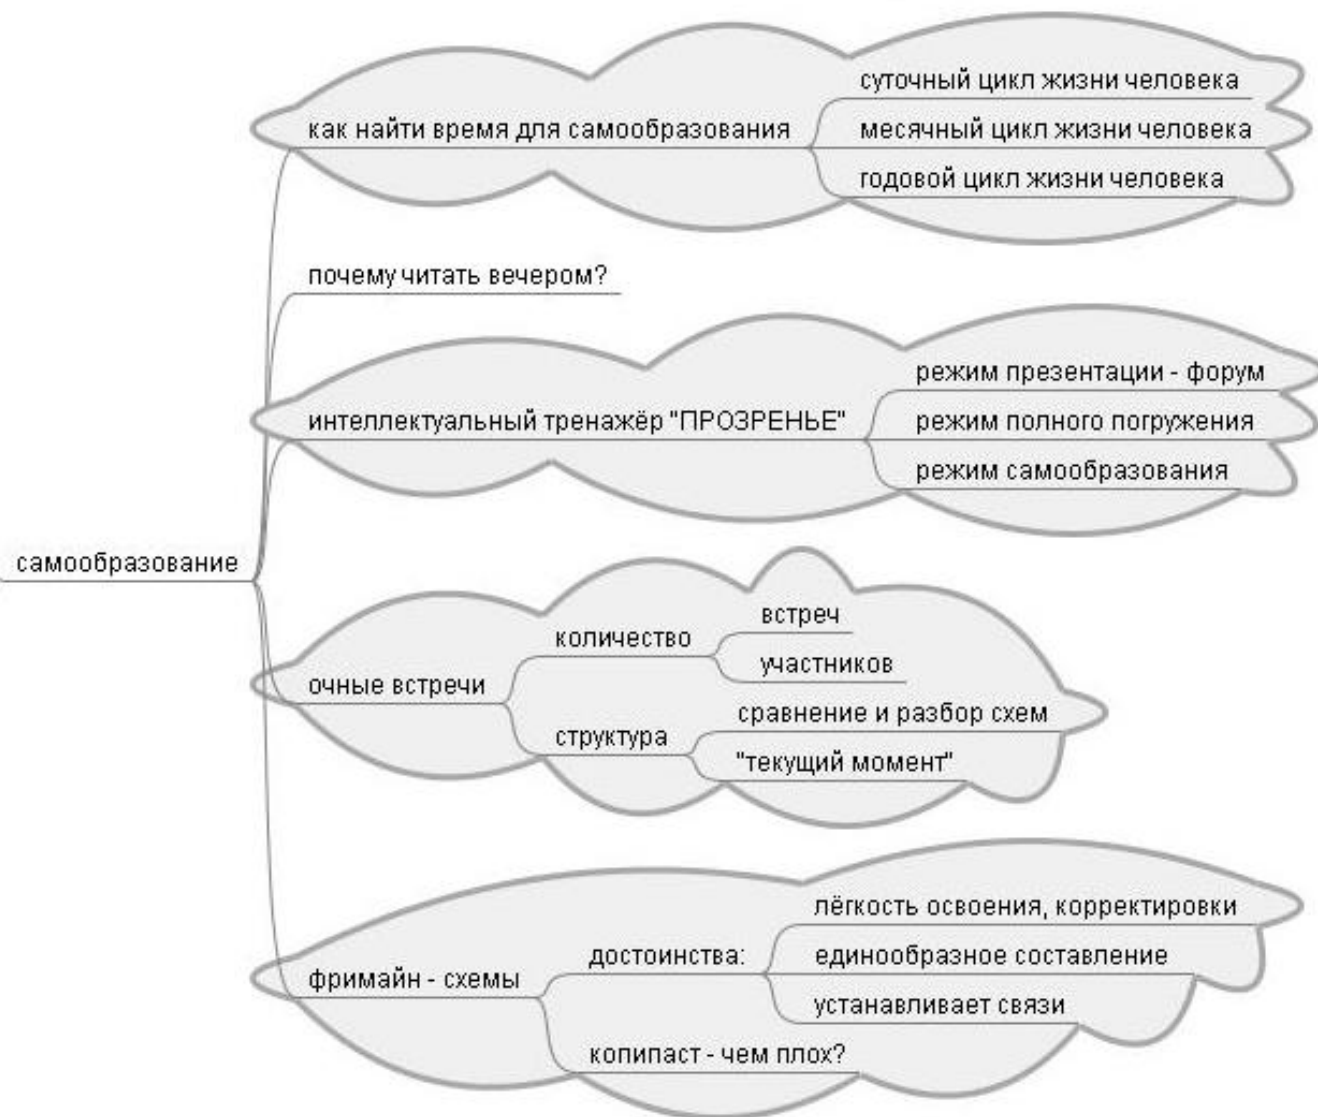 самообразование
как найти время для самообразования
суточный цикл жизни человека
месячный цикл жизни человека
годовой цикл жизни человека
почему читать вечером?
интеллектуальный тренажёр "ПРОЗРЕНЬЕ"
режим презентации - форум
режим полного погружения
режим самообразования
очные встречи
количество
встреч
участников
структура
сравнение и разбор схем
"текущий момент"
фримайн - схемы
достоинства:
лёгкость освоения, корректировки
единообразное составление
устанавливает связи
копипаст - чем плох?